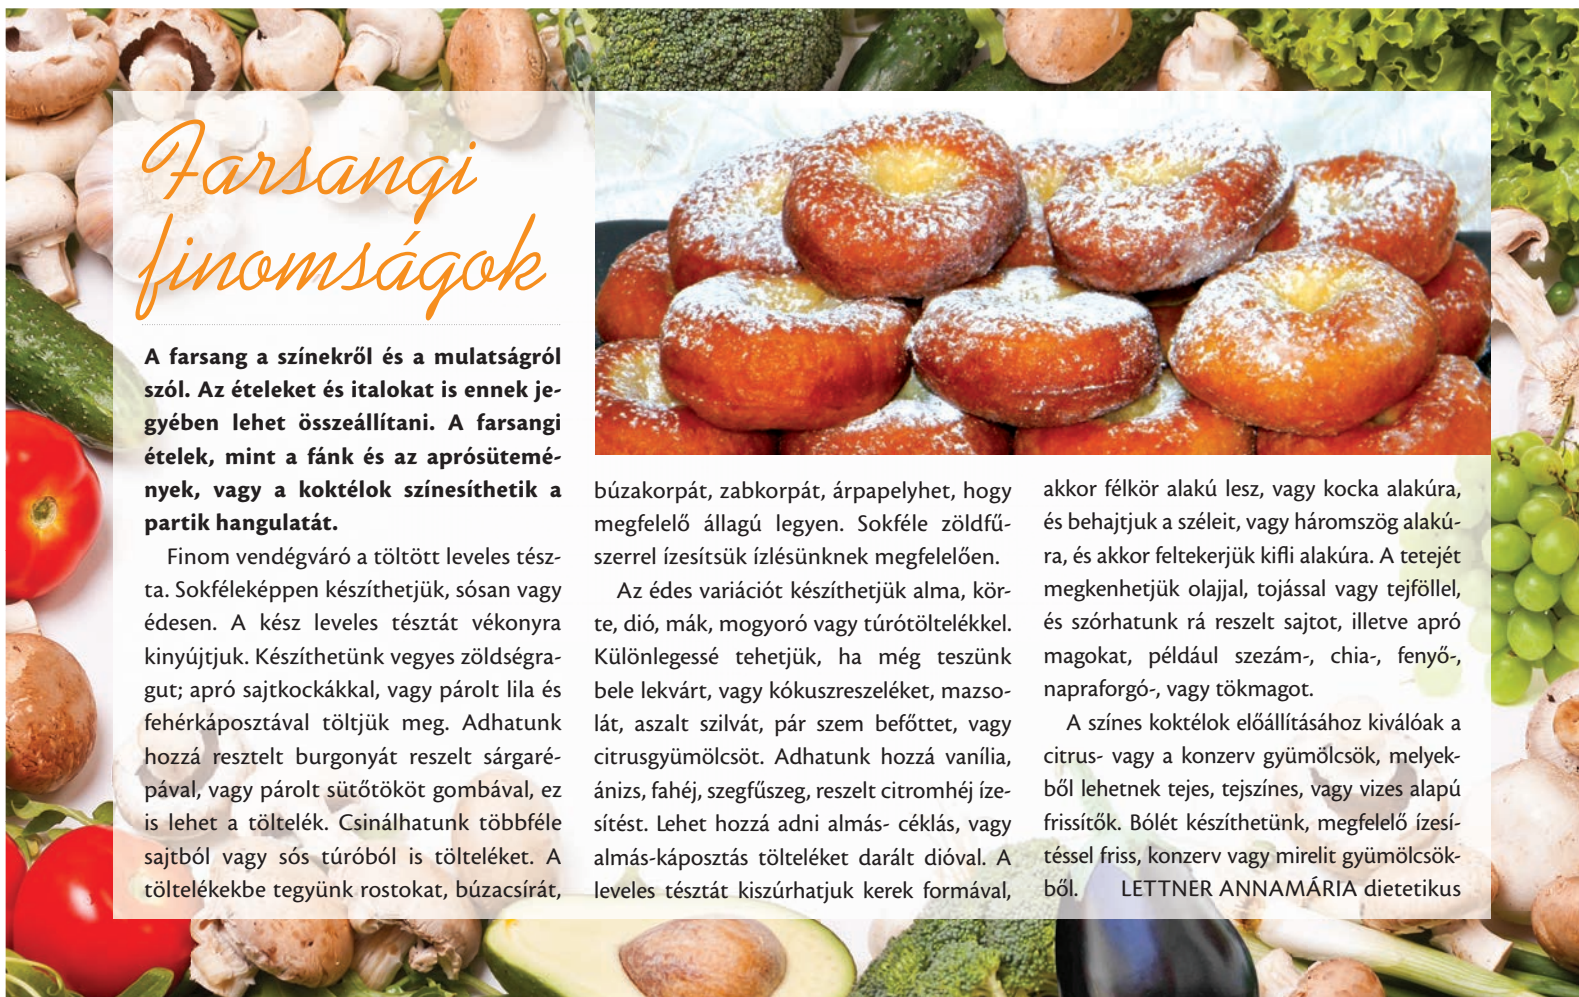 Farsangi
finomságok
A farsang a színekről és a mulatságról
szól. Az ételeket és italokat is ennek je-
gyében lehet összeállítani. A farsangi
ételek, mint a fánk és az aprósütemé-
nyek, vagy a koktélok színesíthetik a
partik hangulatát.
Finom vendégváró a töltött leveles tész-
ta. Sokféleképpen készíthetjük, sósan vagy
édesen. A kész leveles tésztát vékonyra
kinyújtjuk. Készíthetünk vegyes zöldségra-
gut; apró sajtkockákkal, vagy párolt lila és
fehérkáposztával töltjük meg. Adhatunk
hozzá resztelt burgonyát reszelt sárgaré-
pával, vagy párolt sütőtököt gombával, ez
is lehet a töltelék. Csinálhatunk többféle
sajtból vagy sós túróból is tölteléket. A
töltelékekbe tegyünk rostokat, búzacsírát,
búzakorpát, zabkorpát, árpapelyhet, hogy
megfelelő állagú legyen. Sokféle zöldfű-
szerrel ízesítsük ízlésünknek megfelelően.
Az édes variációt készíthetjük alma, kör-
te, dió, mák, mogyoró vagy túrótöltelékkel.
Különlegessé tehetjük, ha még teszünk
bele lekvárt, vagy kókuszreszeléket, mazso-
lát, aszalt szilvát, pár szem befőttet, vagy
citrusgyümölcsöt. Adhatunk hozzá vanília,
ánizs, fahéj, szegfűszeg, reszelt citromhéj íze-
sítést. Lehet hozzá adni almás- céklás, vagy
almás-káposztás tölteléket darált dióval. A
leveles tésztát kiszúrhatjuk kerek formával,
akkor félkör alakú lesz, vagy kocka alakúra,
és behajtjuk a széleit, vagy háromszög alakú-
ra, és akkor feltekerjük kifli alakúra. A tetejét
megkenhetjük olajjal, tojással vagy tejföllel,
és szórhatunk rá reszelt sajtot, illetve apró
magokat, például szezám-, chia-, fenyő-,
napraforgó-, vagy tökmagot.
A színes koktélok előállításához kiválóak a
citrus- vagy a konzerv gyümölcsök, melyek-
ből lehetnek tejes, tejszínes, vagy vizes alapú
frissítők. Bólét készíthetünk, megfelelő ízesí-
téssel friss, konzerv vagy mirelit gyümölcsök-
ből. LETTNER ANNAMÁRIA dietetikus